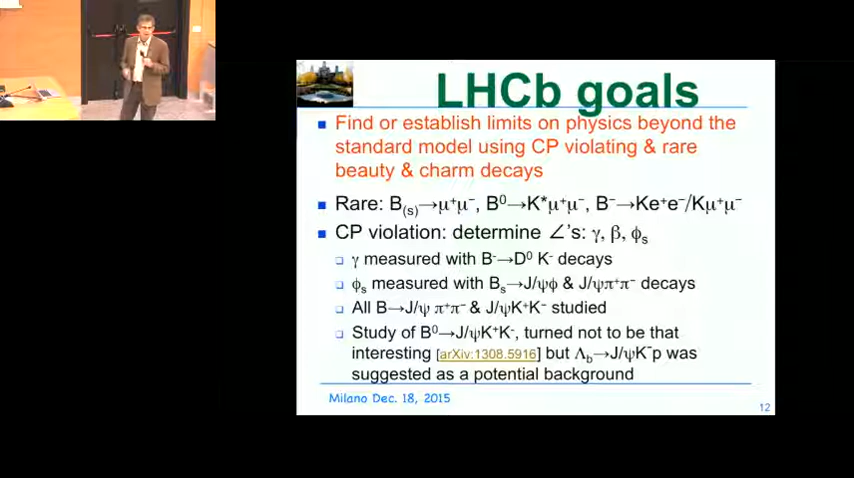 LHCb goals
Find or establish limits on physics beyond the
standard model using CP violating & rare
beauty & charm decays
Rare: B(s)→μ⁺μ⁻, B⁰→K*μ⁺μ⁻, B⁻→Ke⁺e⁻/Kμ⁺μ⁻
CP violation: determine ∠'s: γ, β, ϕs
γ measured with B⁻→D⁰ K⁻ decays
ϕs measured with Bs→J/ψϕ & J/ψπ⁺π⁻ decays
All B→J/ψ π⁺π⁻ & J/ψK⁺K⁻ studied
Study of B⁰→J/ψK⁺K⁻, turned not to be that
interesting [arXiv:1308.5916] but Λb→J/ψK⁻p was
suggested as a potential background
Milano Dec. 18, 2015
12